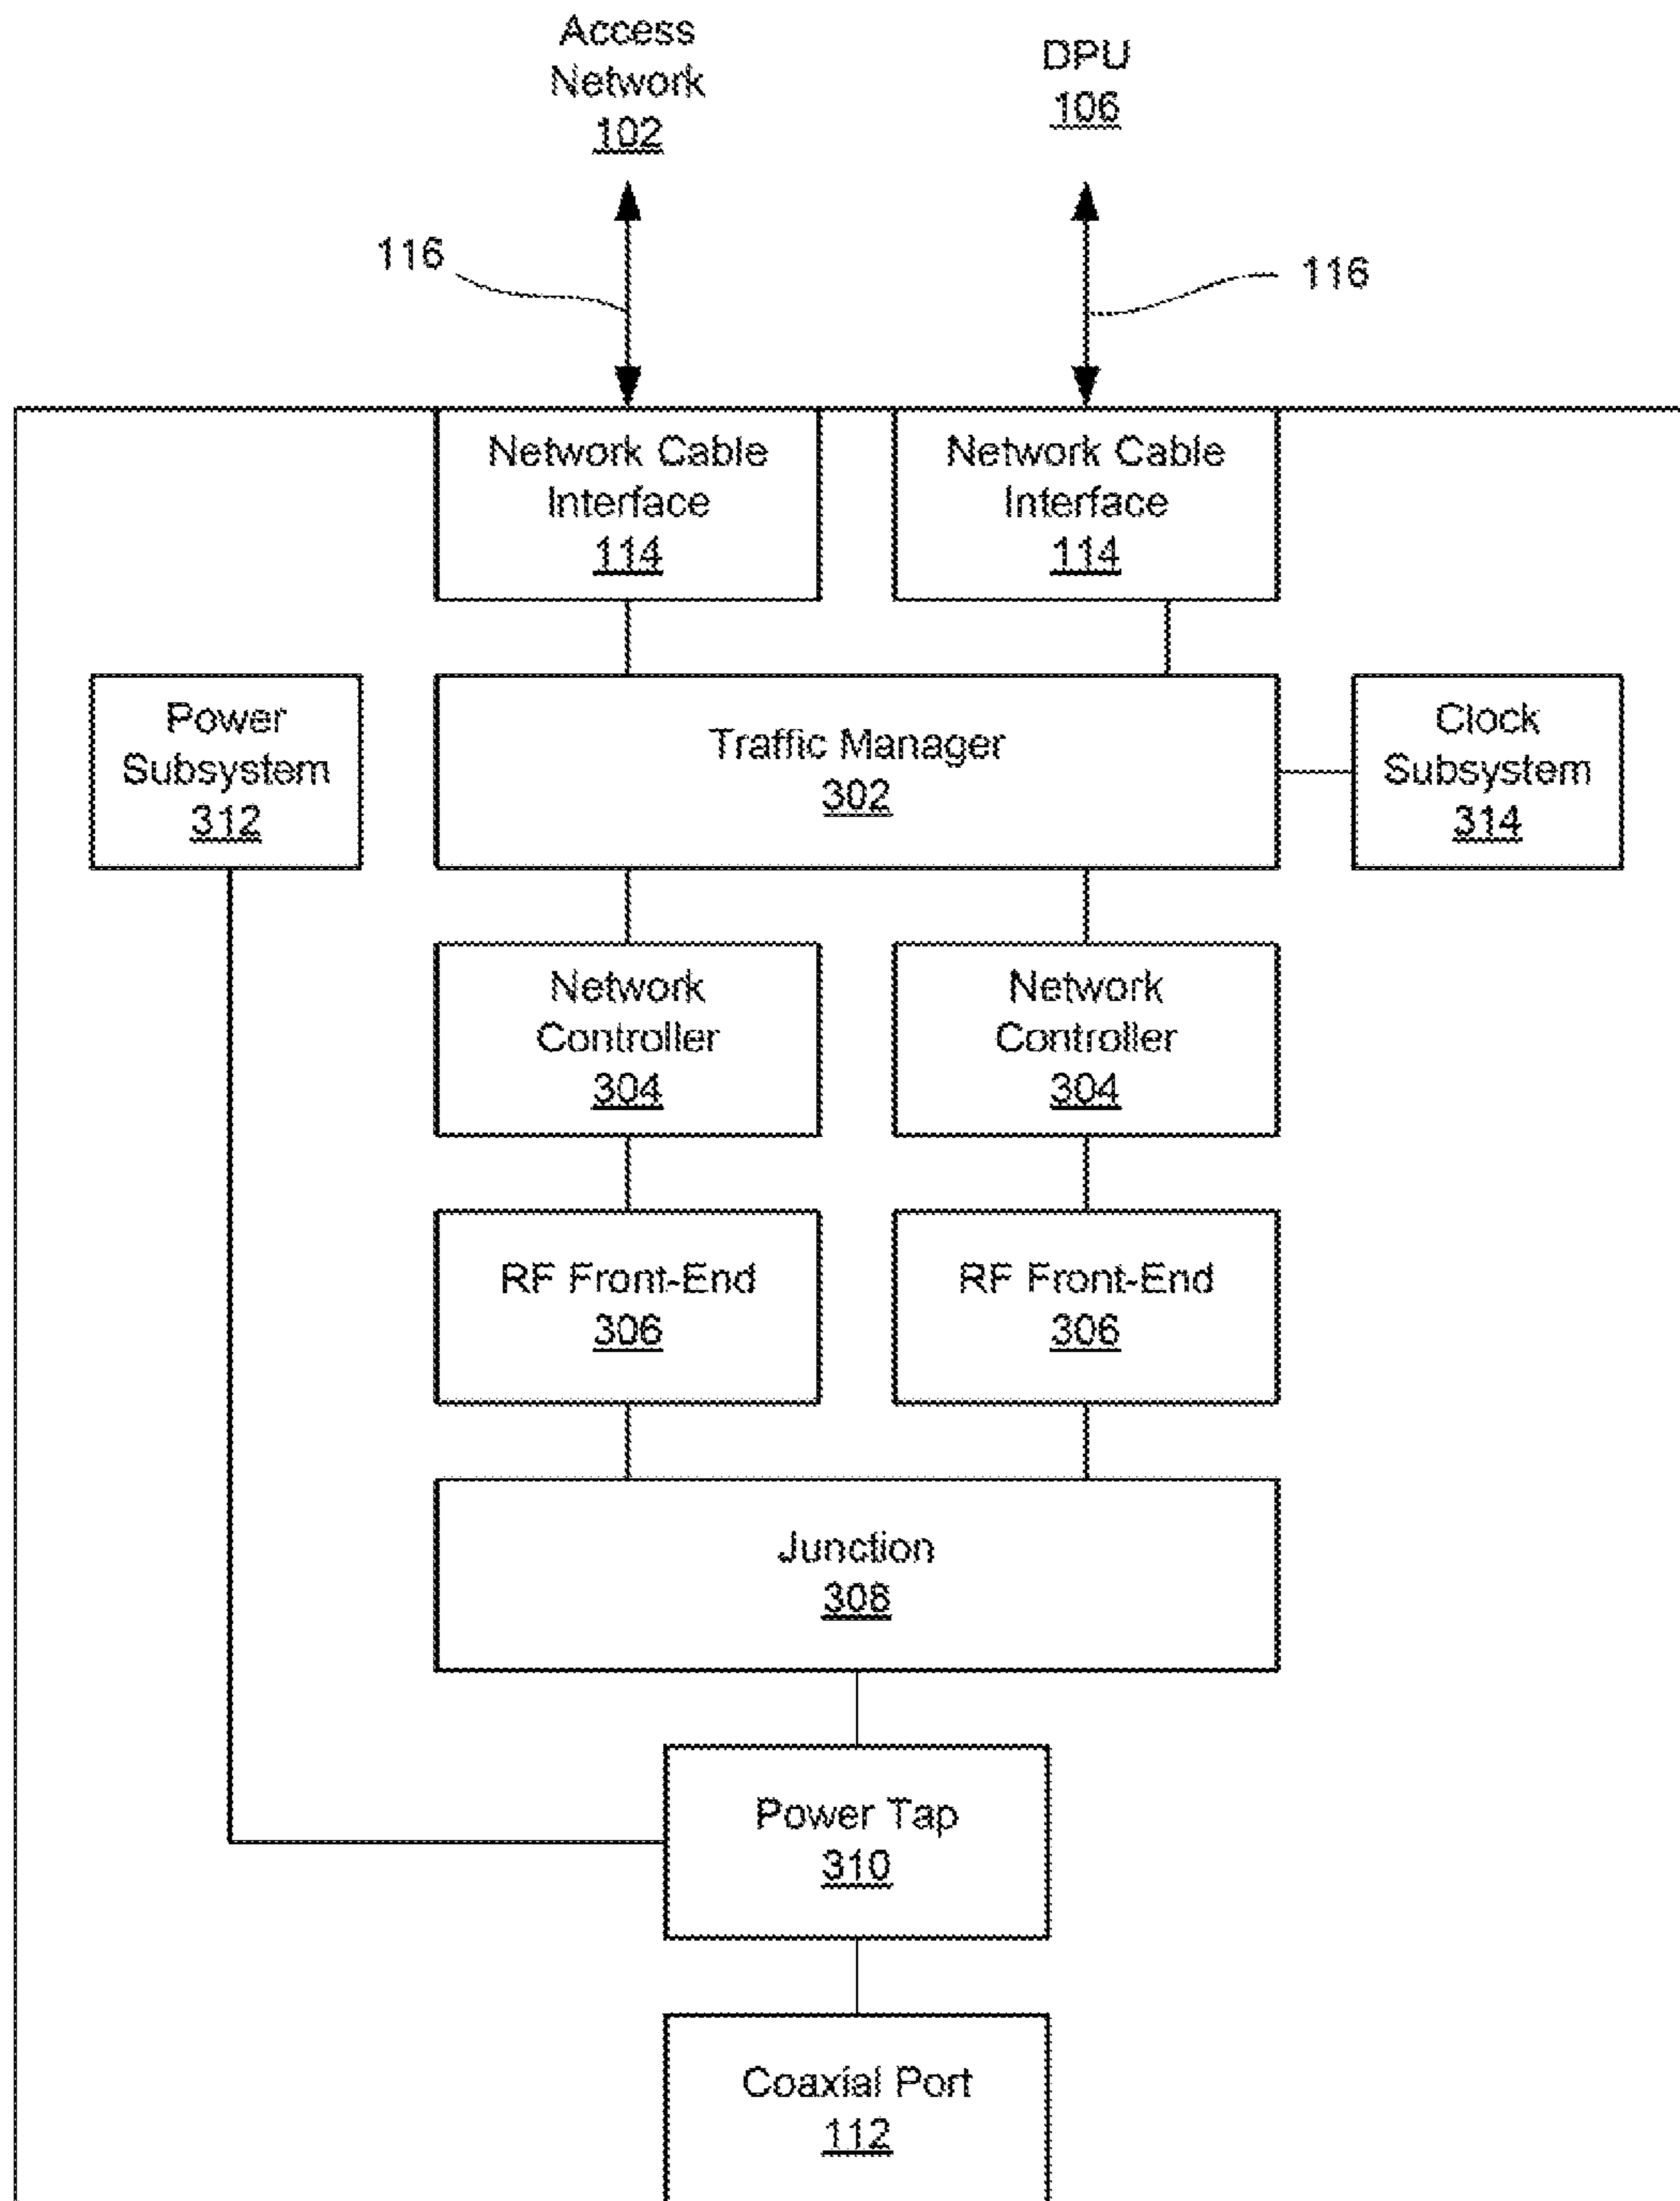 Access
Network
102
DPU
106
116
116
Network Cable
Interface
114
Network Cable
Interface
114
Power
Subsystem
312
Traffic Manager
302
Clock
Subsystem
314
Network
Controller
304
Network
Controller
304
RF Front-End
306
RF Front-End
306
Junction
308
Power Tap
310
Coaxial Port
112